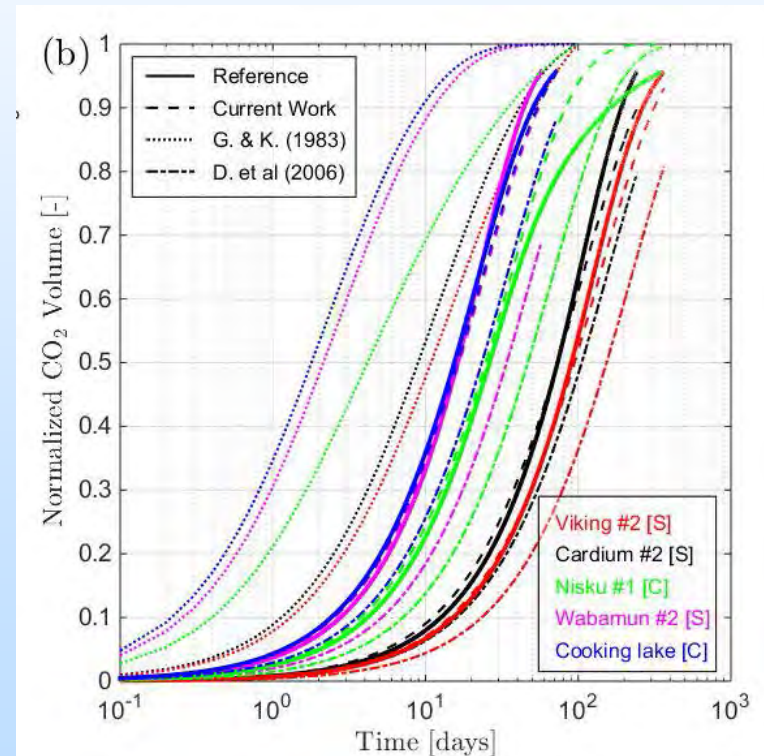 (b)
Reference
Current Work
G. & K. (1983)
D. et al (2006)
Normalized CO₂ Volume [-]
1
0.9
0.8
0.7
0.6
0.5
0.4
0.3
0.2
0.1
0
Viking #2 [S]
Cardium #2 [S]
Nisku #1 [C]
Wabamun #2 [S]
Cooking lake [C]
10⁻¹ 10⁰ 10¹ 10² 10³
Time [days]